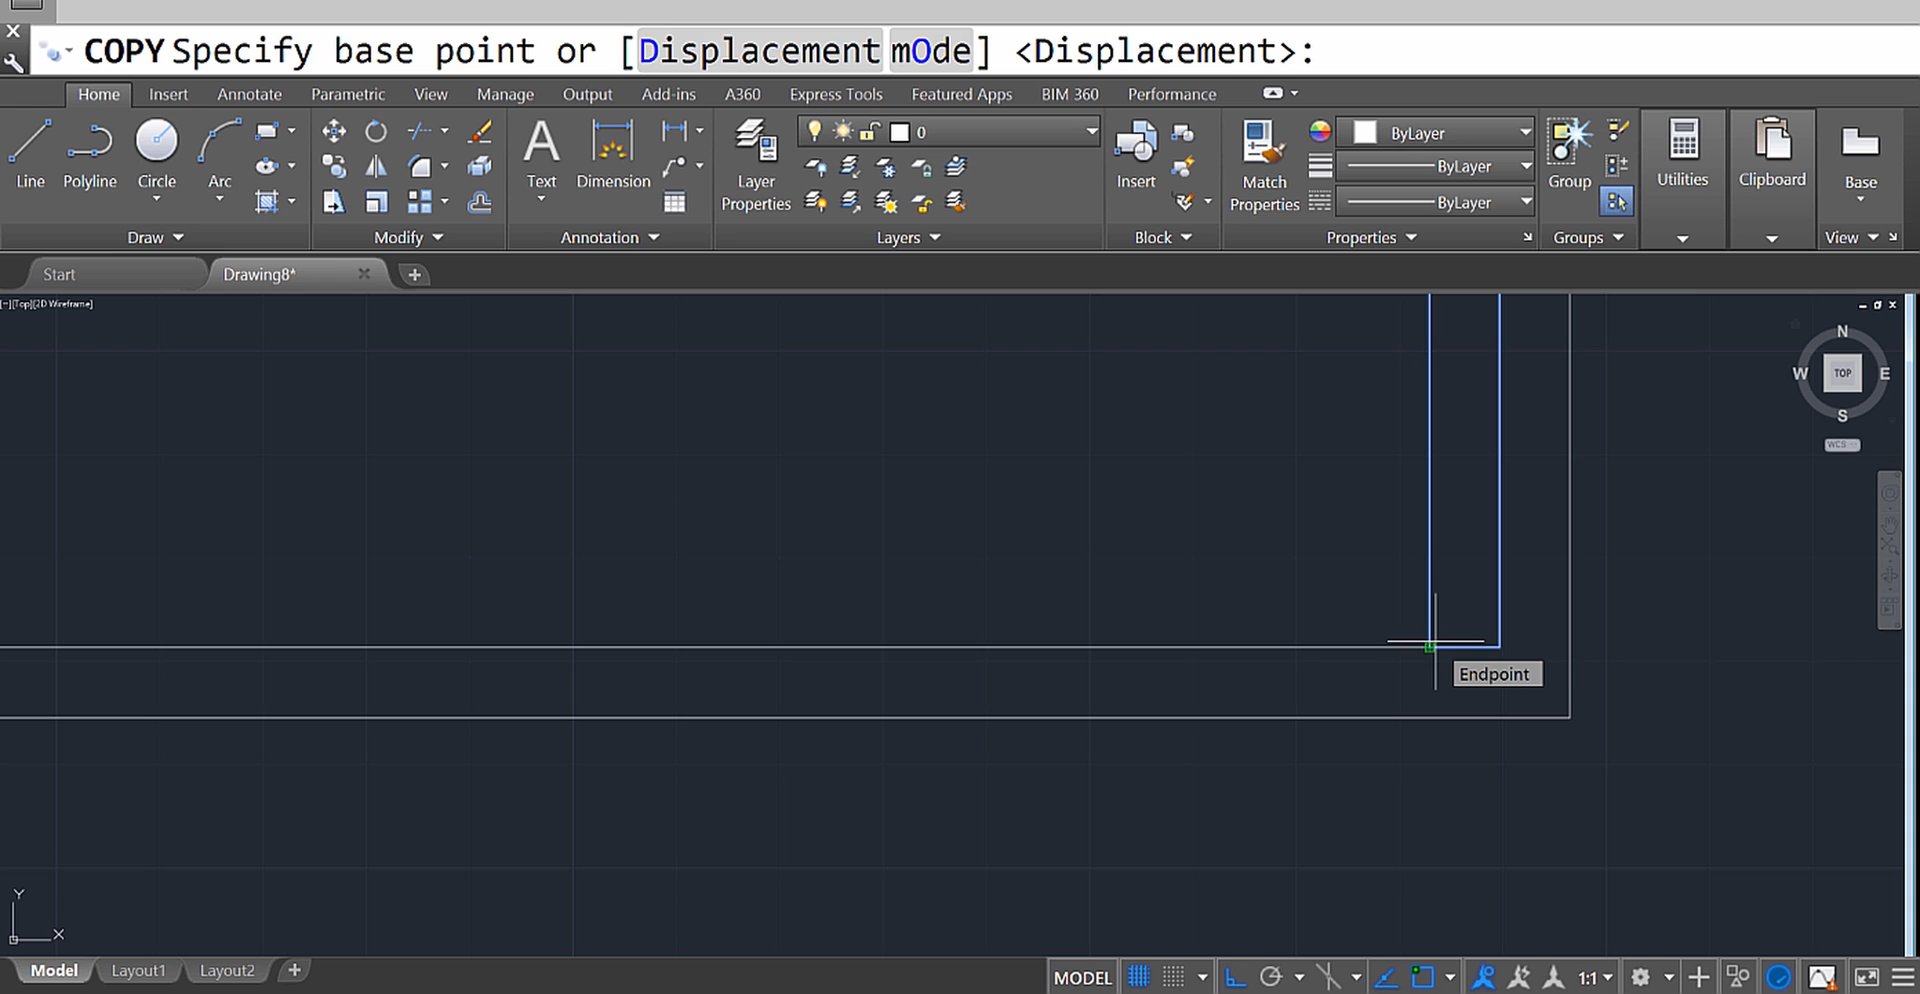 COPY Specify base point or [Displacement mOde] <Displacement>:
Home Insert Annotate Parametric View Manage Output Add-ins A360 Express Tools Featured Apps BIM 360 Performance
0
ByLayer
ByLayer
ByLayer
Line Polyline Circle Arc
Text Dimension
Layer Properties
Insert
Match Properties
Group
Utilities
Clipboard
Base
Draw Modify Annotation Layers Block Properties Groups View
Start Drawing8*
[−][Top][2D Wireframe]
N
W TOP E
S
WCS
Endpoint
Y
X
Model Layout1 Layout2
MODEL 1:1